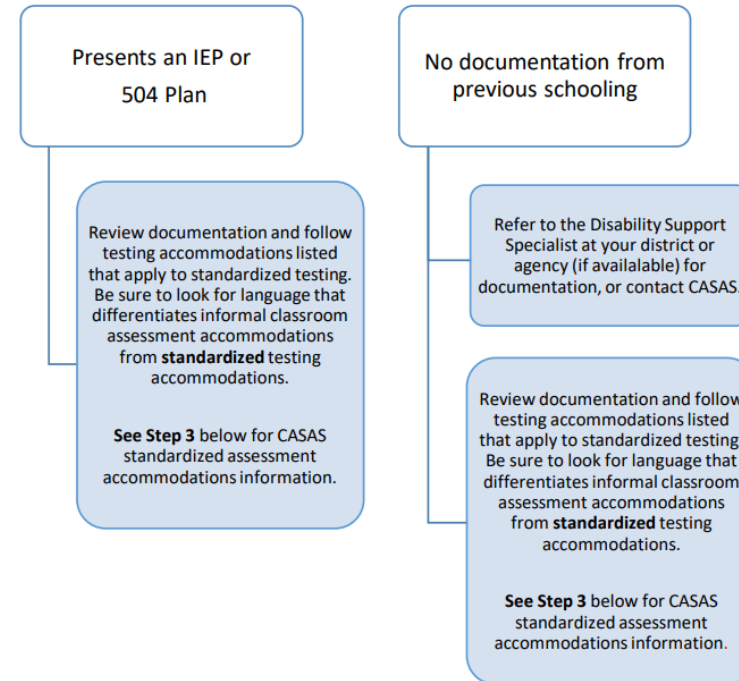 Presents an IEP or
504 Plan
Review documentation and follow
testing accommodations listed
that apply to standardized testing.
Be sure to look for language that
differentiates informal classroom
assessment accommodations
from standardized testing
accommodations.
See Step 3 below for CASAS
standardized assessment
accommodations information.
No documentation from
previous schooling
Refer to the Disability Support
Specialist at your district or
agency (if availalable) for
documentation, or contact CASAS.
Review documentation and follow
testing accommodations listed
that apply to standardized testing
Be sure to look for language that
differentiates informal classroom
assessment accommodations
from standardized testing
accommodations.
See Step 3 below for CASAS
standardized assessment
accommodations information.